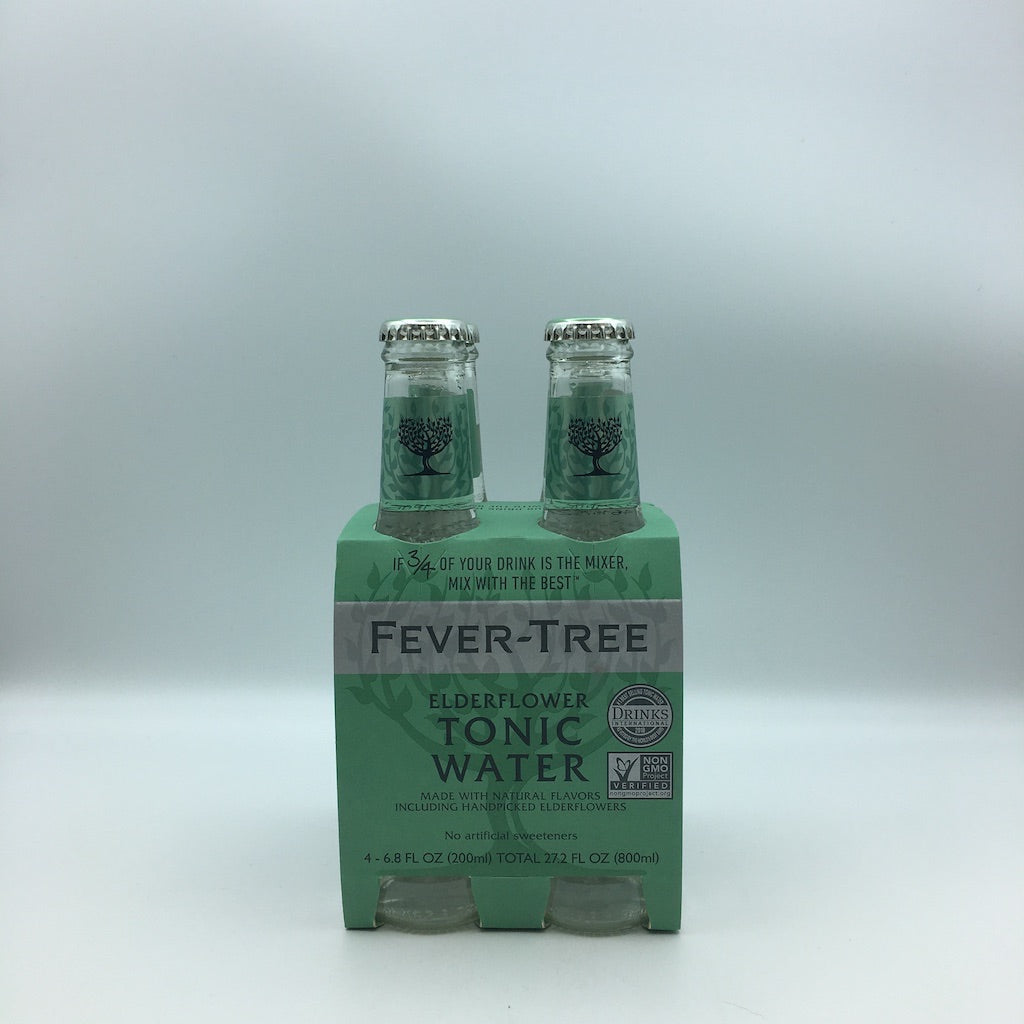 IF 3/4 OF YOUR DRINK IS THE MIXER,
MIX WITH THE BEST™
FEVER-TREE
ELDERFLOWER
TONIC
WATER
DRINKS
INTERNATIONAL
NON
GMO
Project
VERIFIED
nongmoproject.org
MADE WITH NATURAL FLAVORS
INCLUDING HANDPICKED ELDERFLOWERS
No artificial sweeteners
4 - 6.8 FL OZ (200ml) TOTAL 27.2 FL OZ (800ml)